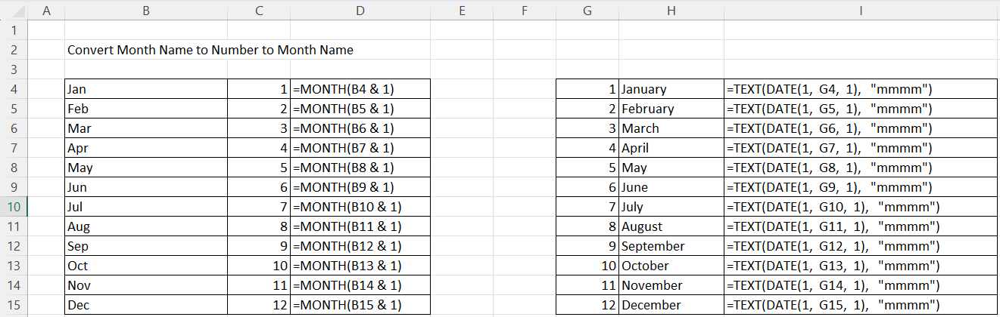 A B C D E F G H I
1
2 Convert Month Name to Number to Month Name
3
4 Jan 1 =MONTH(B4 & 1) 1 January =TEXT(DATE(1, G4, 1), "mmmm")
5 Feb 2 =MONTH(B5 & 1) 2 February =TEXT(DATE(1, G5, 1), "mmmm")
6 Mar 3 =MONTH(B6 & 1) 3 March =TEXT(DATE(1, G6, 1), "mmmm")
7 Apr 4 =MONTH(B7 & 1) 4 April =TEXT(DATE(1, G7, 1), "mmmm")
8 May 5 =MONTH(B8 & 1) 5 May =TEXT(DATE(1, G8, 1), "mmmm")
9 Jun 6 =MONTH(B9 & 1) 6 June =TEXT(DATE(1, G9, 1), "mmmm")
10 Jul 7 =MONTH(B10 & 1) 7 July =TEXT(DATE(1, G10, 1), "mmmm")
11 Aug 8 =MONTH(B11 & 1) 8 August =TEXT(DATE(1, G11, 1), "mmmm")
12 Sep 9 =MONTH(B12 & 1) 9 September =TEXT(DATE(1, G12, 1), "mmmm")
13 Oct 10 =MONTH(B13 & 1) 10 October =TEXT(DATE(1, G13, 1), "mmmm")
14 Nov 11 =MONTH(B14 & 1) 11 November =TEXT(DATE(1, G14, 1), "mmmm")
15 Dec 12 =MONTH(B15 & 1) 12 December =TEXT(DATE(1, G15, 1), "mmmm")